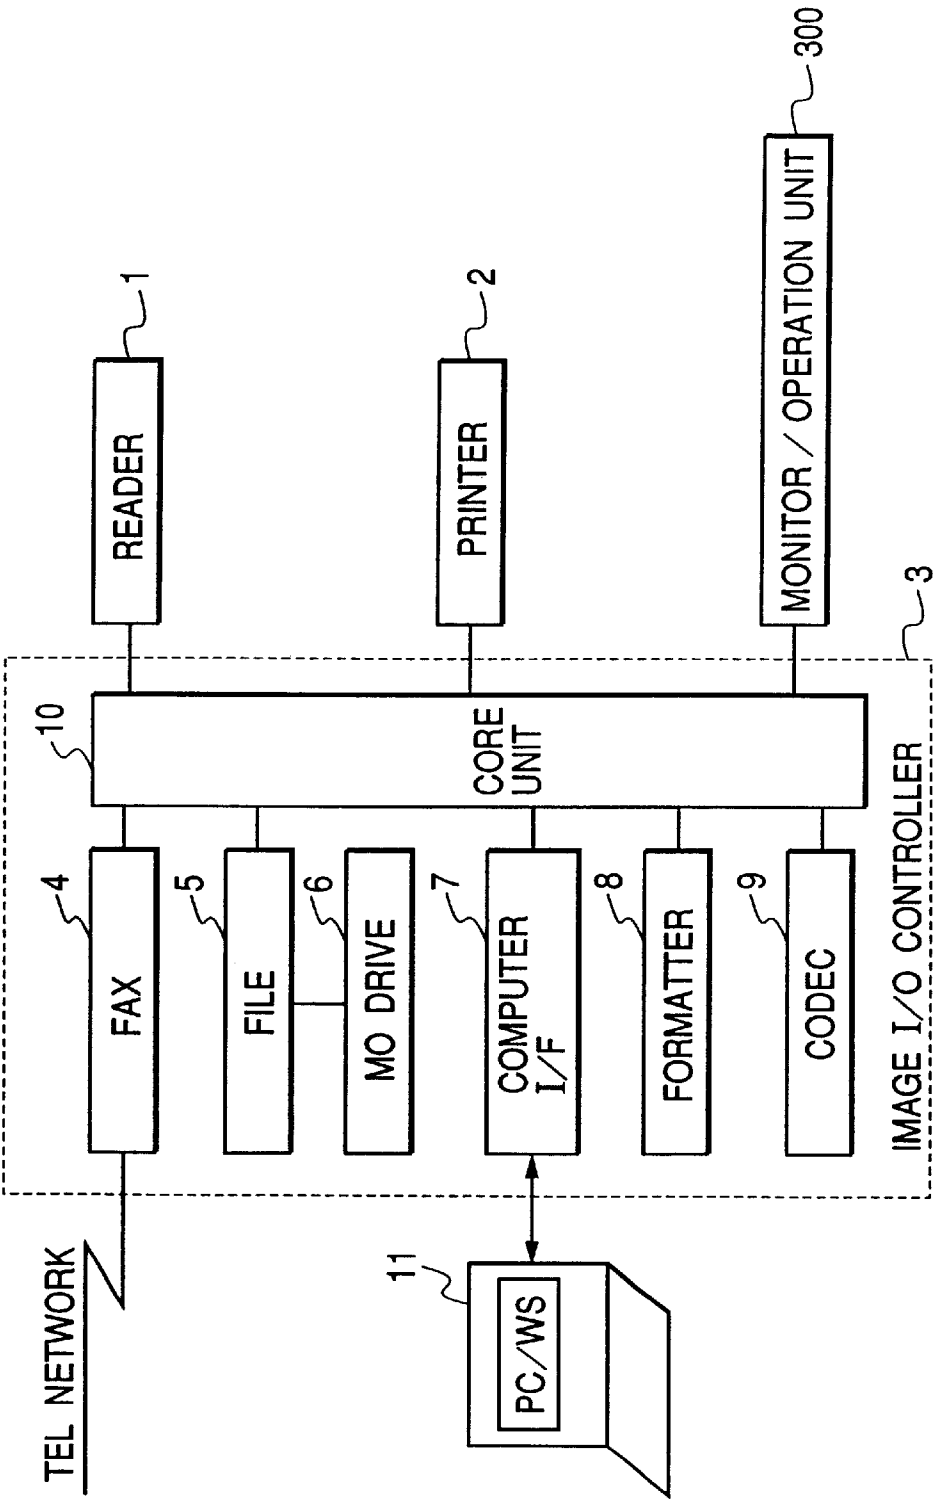 TEL NETWORK
11
PC/WS
4
FAX
5
FILE
6
MO DRIVE
7
COMPUTER
I/F
8
FORMATTER
9
CODEC
IMAGE I/O CONTROLLER
10
CORE
UNIT
3
READER
1
PRINTER
2
MONITOR / OPERATION UNIT
300